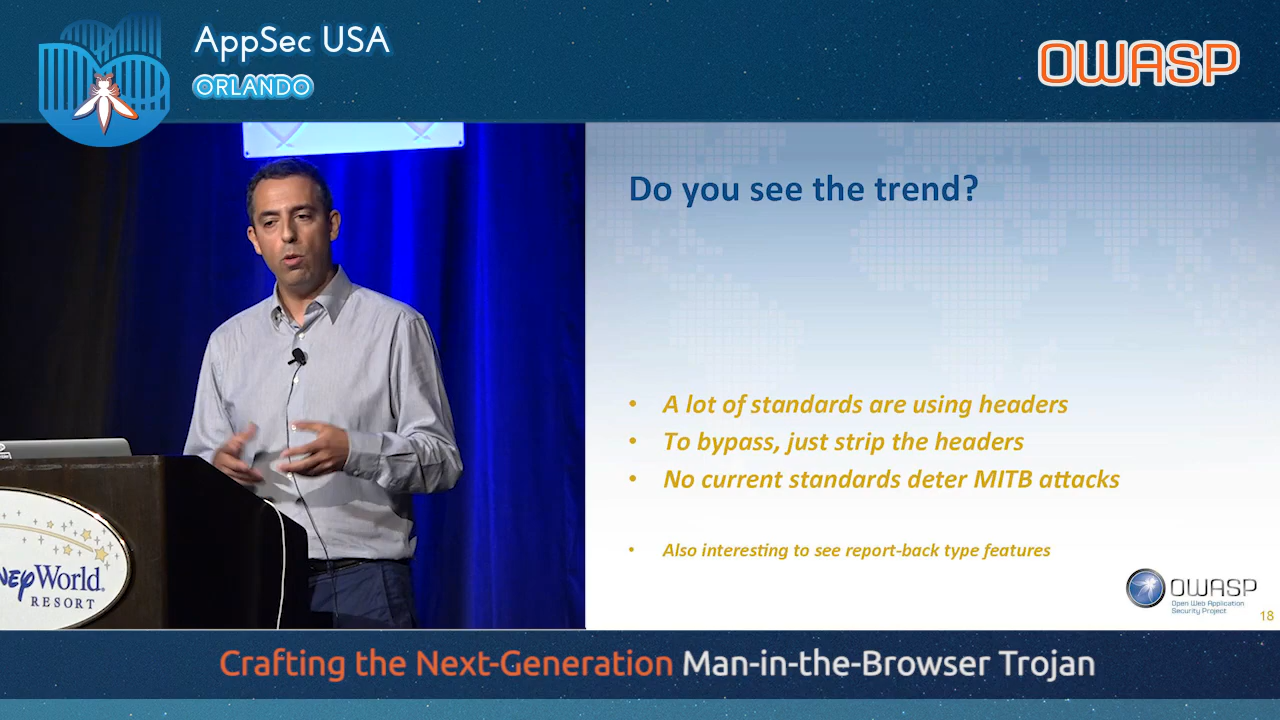 AppSec USA
ORLANDO
OWASP
Do you see the trend?
• A lot of standards are using headers
• To bypass, just strip the headers
• No current standards deter MITB attacks
• Also interesting to see report-back type features
OWASP
Open Web Application
Security Project
18
World
RESORT
Crafting the Next-Generation Man-in-the-Browser Trojan